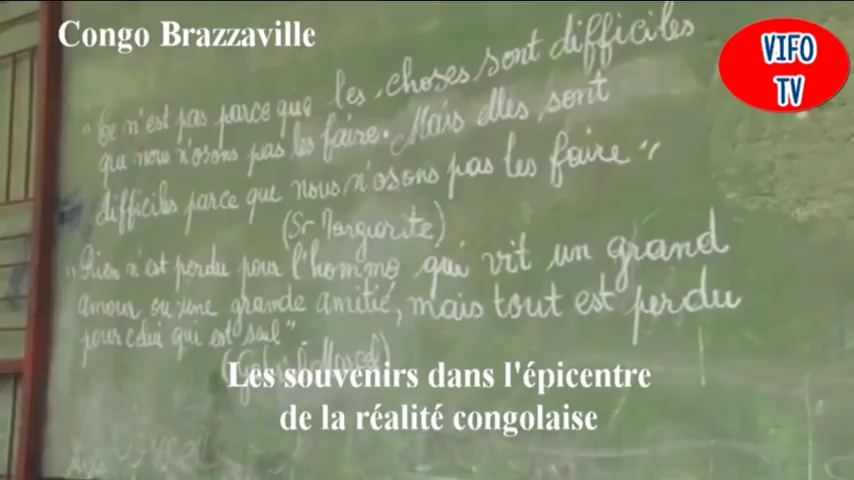 Congo Brazzaville
VIFO
TV
"Ce n'est pas parce que les choses sont difficiles
que nous n'osons pas les faire. Mais elles sont
difficiles parce que nous n'osons pas les faire"
(Sr Marguerite)
"Rien n'est perdu pour l'homme qui vit un grand
amour ou une grande amitié, mais tout est perdu
pour celui qui est seul".
(Gabriel Marcel)
Les souvenirs dans l'épicentre
de la réalité congolaise